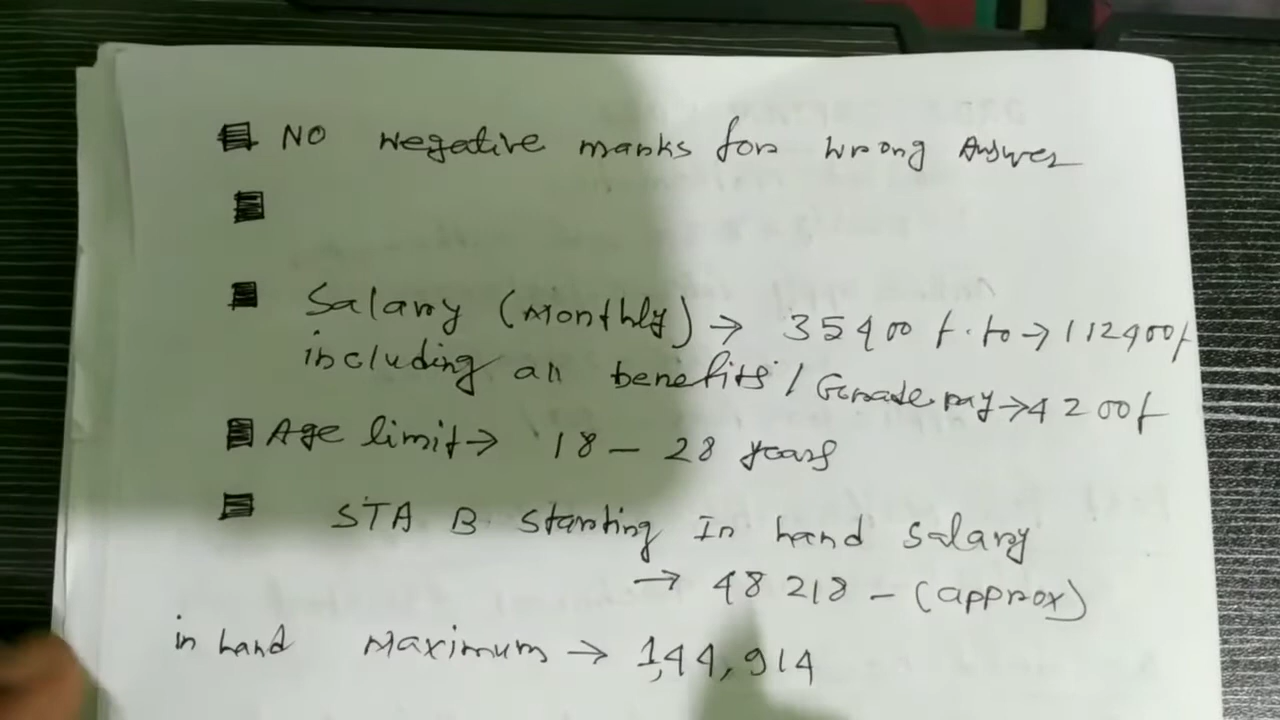 NO Negative marks for wrong Answer
Salary (Monthly) → 35400 /. to → 112400/
including all benefits / Grade pay → 4200/
Age limit → 18 – 28 years
STA B starting In hand salary
→ 48218 – (approx)
in hand Maximum → 1,44,914